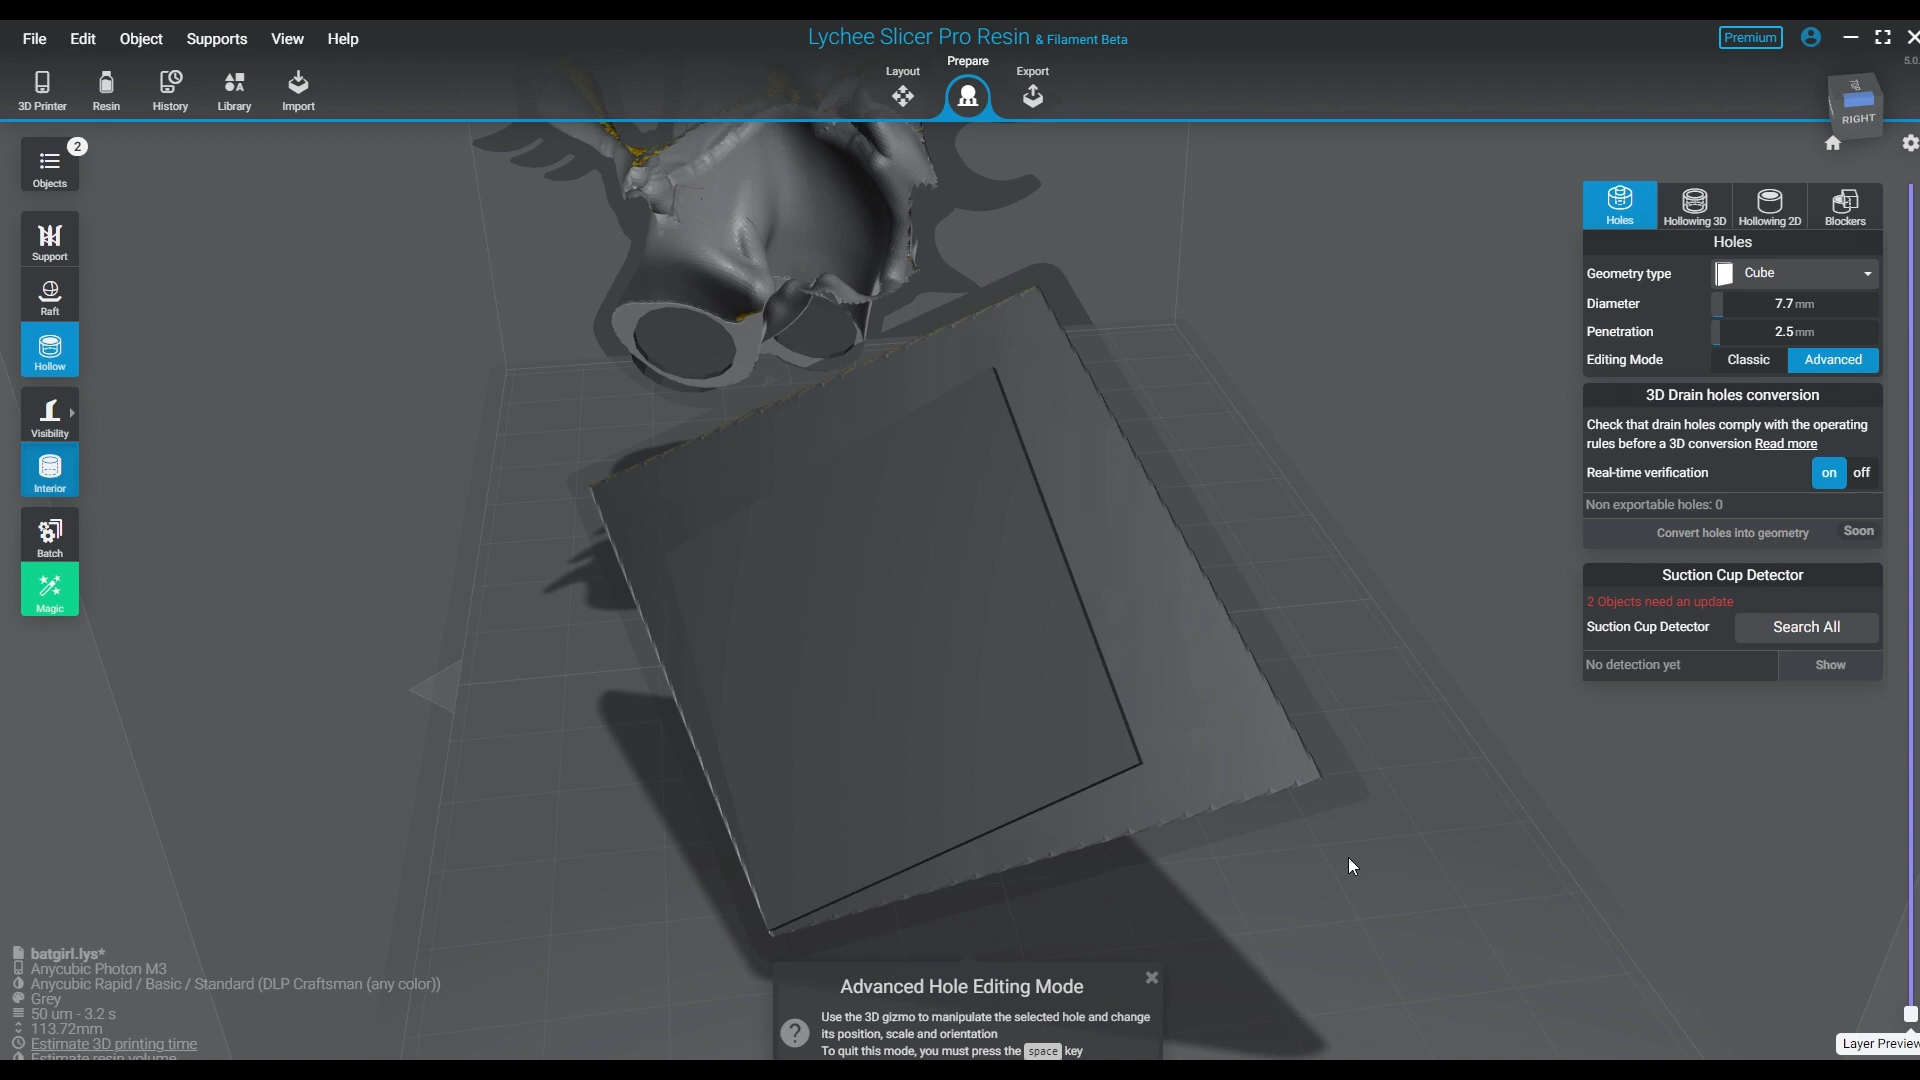 File Edit Object Supports View Help
Lychee Slicer Pro Resin & Filament Beta
Premium
5.0.
3D Printer Resin History Library Import
Layout Prepare Export
TOP
RIGHT
2
Objects
Support
Raft
Hollow
Visibility
Interior
Batch
Magic
Holes Hollowing 3D Hollowing 2D Blockers
Holes
Geometry type Cube
Diameter 7.7 mm
Penetration 2.5 mm
Editing Mode Classic Advanced
3D Drain holes conversion
Check that drain holes comply with the operating
rules before a 3D conversion Read more
Real-time verification on off
Non exportable holes: 0
Convert holes into geometry Soon
Suction Cup Detector
2 Objects need an update
Suction Cup Detector Search All
No detection yet Show
batgirl.lys*
Anycubic Photon M3
Anycubic Rapid / Basic / Standard (DLP Craftsman (any color))
Grey
50 um - 3.2 s
113.72mm
Estimate 3D printing time
Estimate resin volume
Advanced Hole Editing Mode
? Use the 3D gizmo to manipulate the selected hole and change
its position, scale and orientation
To quit this mode, you must press the space key
Layer Preview